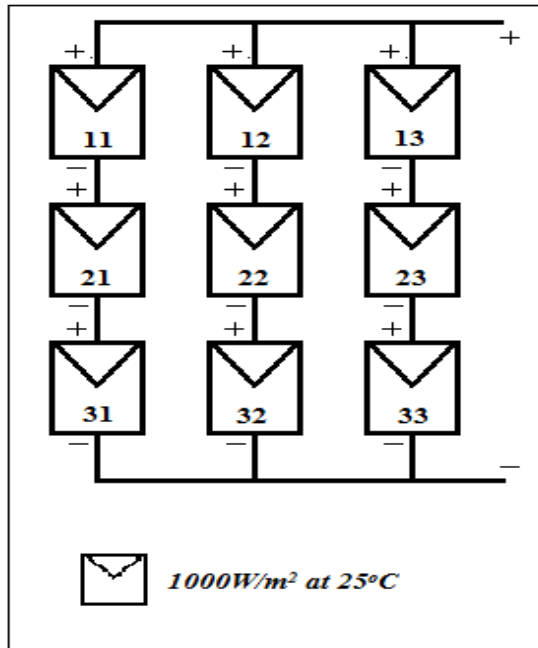 + + + +
11 12 13
− − −
+ + +
21 22 23
− − −
+ + +
31 32 33
− − − −
1000W/m² at 25°C